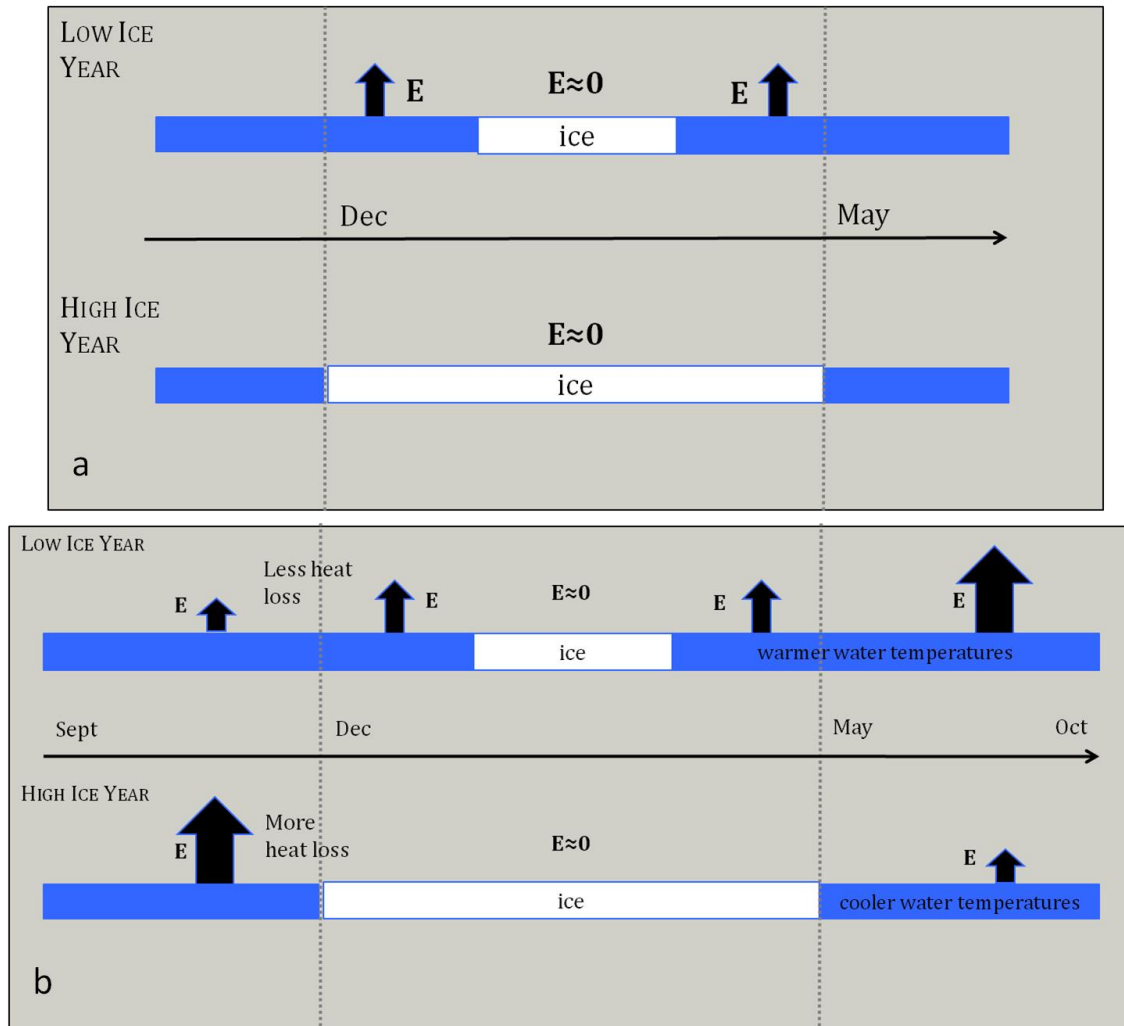 LOW ICE
YEAR
E
E≈0
E
ice
Dec
May
HIGH ICE
YEAR
E≈0
ice
a
LOW ICE YEAR
Less heat
loss
E
E
E≈0
E
E
ice
warmer water temperatures
Sept
Dec
May
Oct
HIGH ICE YEAR
More
heat loss
E
E≈0
E
ice
cooler water temperatures
b